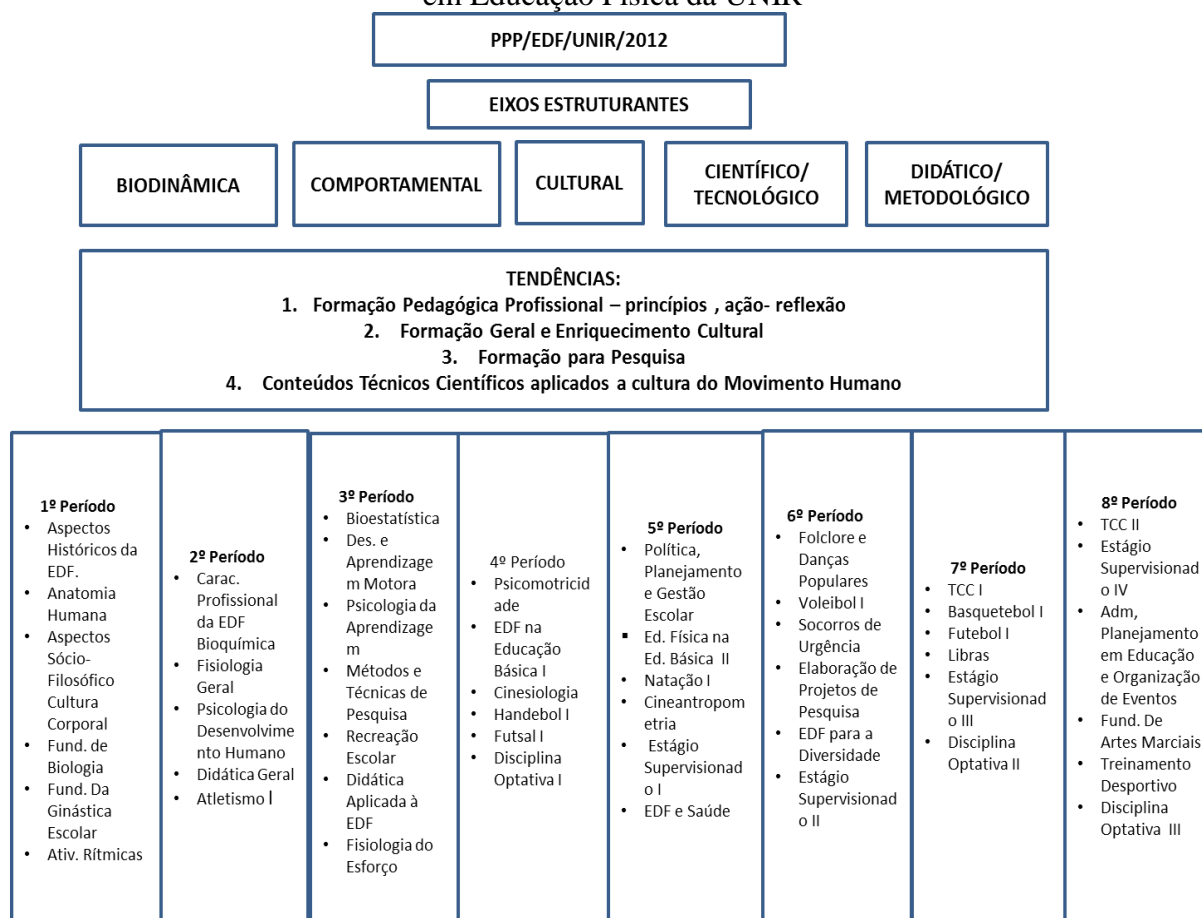 em Educação Física da UNIR
PPP/EDF/UNIR/2012
EIXOS ESTRUTURANTES
BIODINÂMICA
COMPORTAMENTAL
CULTURAL
CIENTÍFICO/
TECNOLÓGICO
DIDÁTICO/
METODOLÓGICO
TENDÊNCIAS:
1. Formação Pedagógica Profissional – princípios , ação- reflexão
2. Formação Geral e Enriquecimento Cultural
3. Formação para Pesquisa
4. Conteúdos Técnicos Científicos aplicados a cultura do Movimento Humano
1º Período
• Aspectos
Históricos da
EDF.
• Anatomia
Humana
• Aspectos
Sócio-
Filosófico
Cultura
Corporal
• Fund. de
Biologia
• Fund. Da
Ginástica
Escolar
• Ativ. Rítmicas
2º Período
• Carac.
Profissional
da EDF
Bioquímica
• Fisiologia
Geral
• Psicologia do
Desenvolvime
nto Humano
• Didática Geral
• Atletismo I
3º Período
• Bioestatística
• Des. e
Aprendizage
m Motora
• Psicologia da
Aprendizage
m
• Métodos e
Técnicas de
Pesquisa
• Recreação
Escolar
• Didática
Aplicada à
EDF
• Fisiologia do
Esforço
4º Período
• Psicomotricid
ade
• EDF na
Educação
Básica I
• Cinesiologia
• Handebol I
• Futsal I
• Disciplina
Optativa I
5º Período
• Política,
Planejamento
e Gestão
Escolar
▪ Ed. Física na
Ed. Básica II
• Natação I
• Cineantropom
etria
• Estágio
Supervisionad
o I
• EDF e Saúde
6º Período
• Folclore e
Danças
Populares
• Voleibol I
• Socorros de
Urgência
• Elaboração de
Projetos de
Pesquisa
• EDF para a
Diversidade
• Estágio
Supervisionad
o II
7º Período
• TCC I
• Basquetebol I
• Futebol I
• Libras
• Estágio
Supervisionad
o III
• Disciplina
Optativa II
8º Período
• TCC II
• Estágio
Supervisionad
o IV
• Adm,
Planejamento
em Educação
e Organização
de Eventos
• Fund. De
Artes Marciais
• Treinamento
Desportivo
• Disciplina
Optativa III